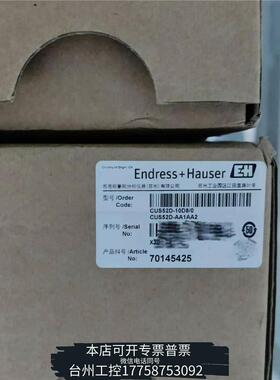 Endress+Hauser
EH
型号/Order
Code:
CUS52D-10D8/0
CUS52D-AA1AA2
序列号/Serial
No:
产品料号/Article
No:
70145425
本店可开专票普票
微信电话同号
台州工控17758753092